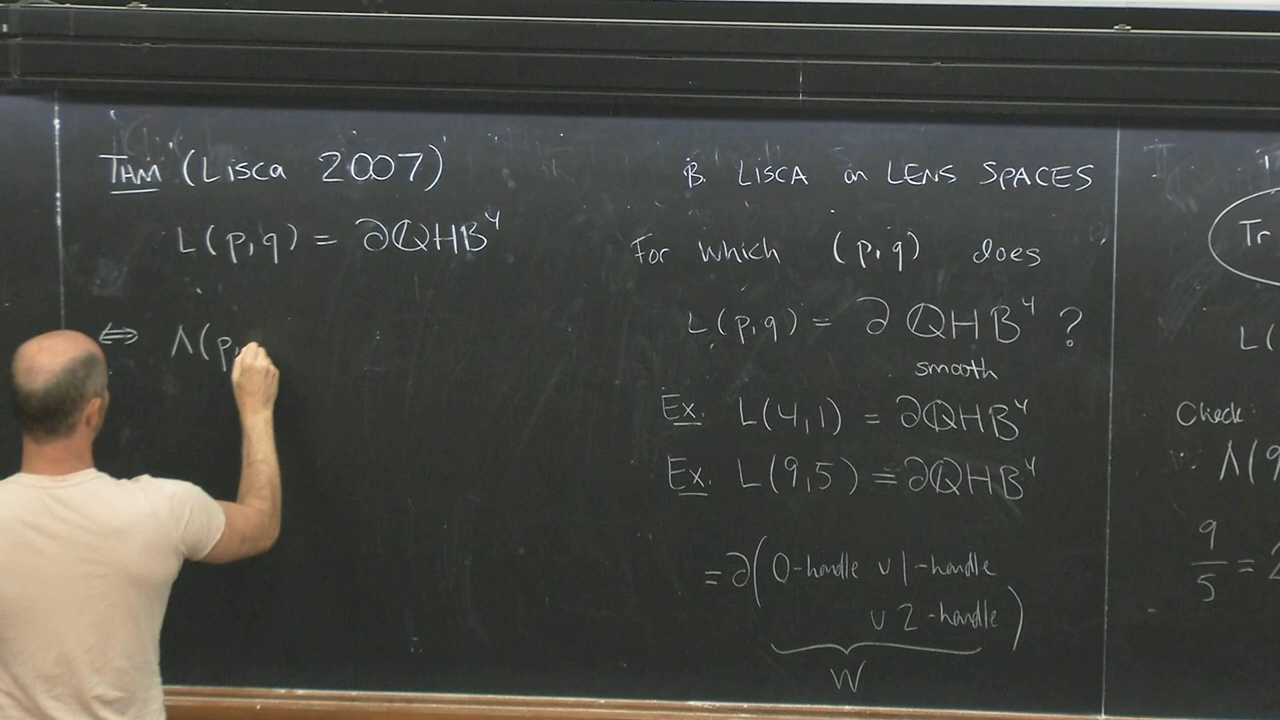 THM (Lisca 2007)
L(p,q) = ∂QHB⁴
⇔ Λ(p,
B. LISCA on LENS SPACES
For which (p,q) does
L(p,q) = ∂ QHB⁴ ?
smooth
Ex. L(4,1) = ∂QHB⁴
Ex. L(9,5) = ∂QHB⁴
= ∂(0-handle ∪ 1-handle
∪ 2-handle)
W
Tr
L(
Check
Λ(9
9/5 = 2